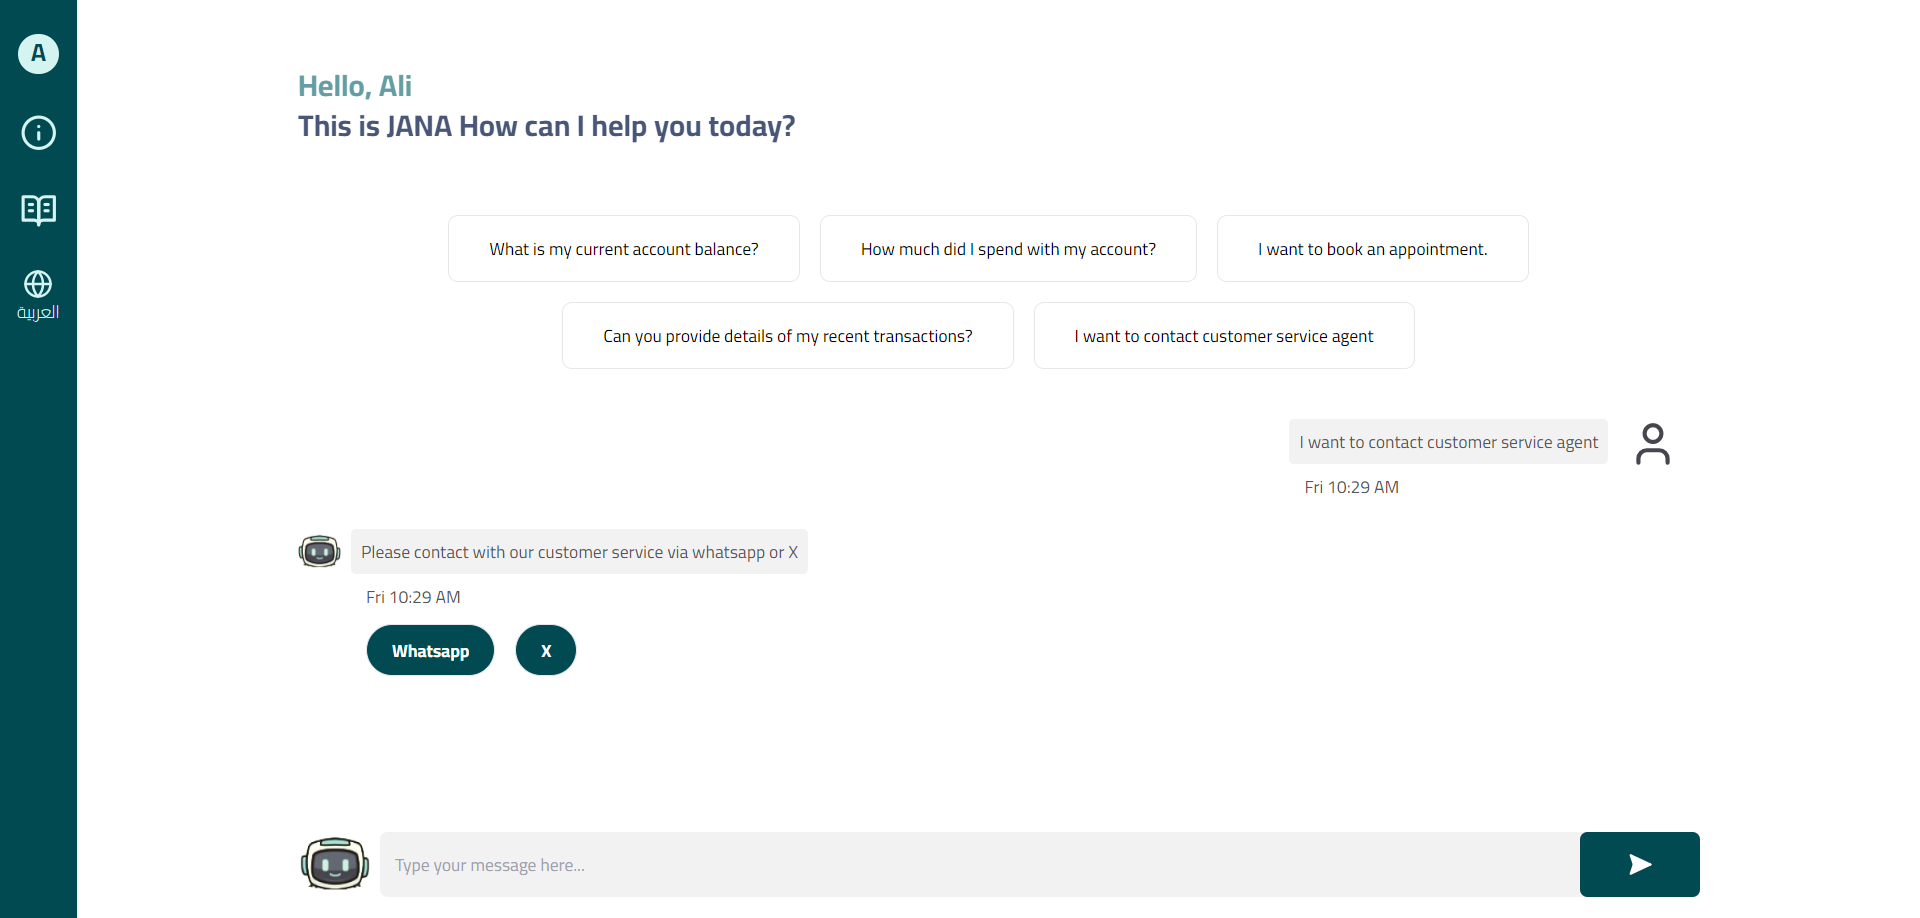 A
العربية
Hello, Ali
This is JANA How can I help you today?
What is my current account balance?
How much did I spend with my account?
I want to book an appointment.
Can you provide details of my recent transactions?
I want to contact customer service agent
I want to contact customer service agent
Fri 10:29 AM
Please contact with our customer service via whatsapp or X
Fri 10:29 AM
Whatsapp
X
Type your message here...